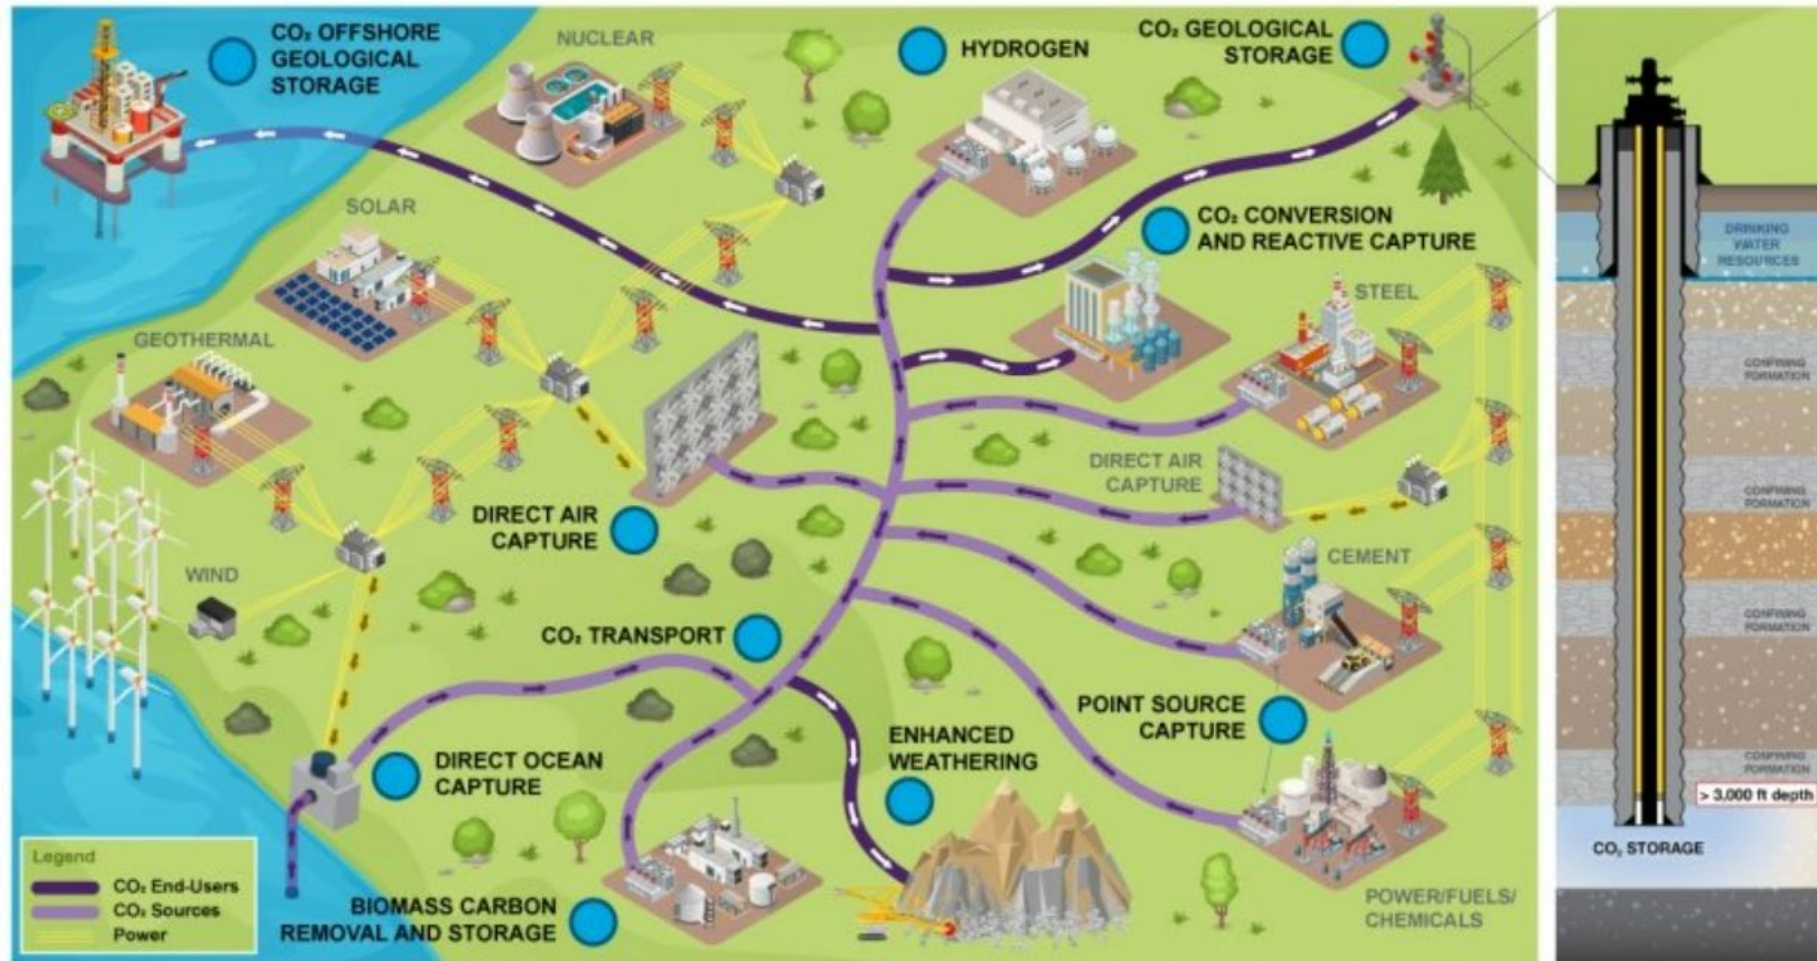 CO₂ OFFSHORE
GEOLOGICAL
STORAGE
NUCLEAR
HYDROGEN
CO₂ GEOLOGICAL
STORAGE
SOLAR
CO₂ CONVERSION
AND REACTIVE CAPTURE
STEEL
GEOTHERMAL
DIRECT AIR
CAPTURE
DIRECT AIR
CAPTURE
CEMENT
WIND
CO₂ TRANSPORT
POINT SOURCE
CAPTURE
DIRECT OCEAN
CAPTURE
ENHANCED
WEATHERING
BIOMASS CARBON
REMOVAL AND STORAGE
POWER/FUELS/
CHEMICALS
Legend
CO₂ End-Users
CO₂ Sources
Power
DRINKING
WATER
RESOURCES
CONFINING
FORMATION
CONFINING
FORMATION
CONFINING
FORMATION
CONFINING
FORMATION
> 3,000 ft depth
CO₂ STORAGE